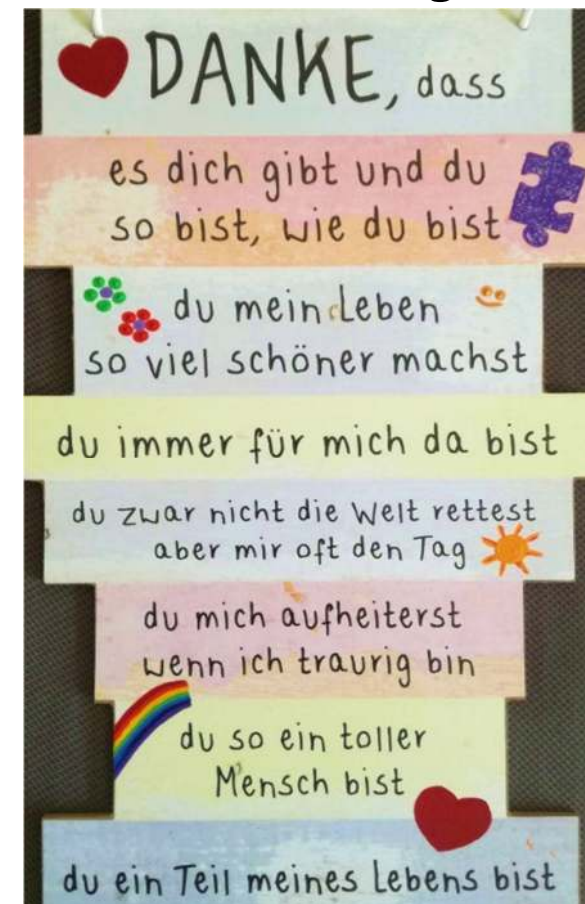 DANKE, dass
es dich gibt und du
so bist, wie du bist
du mein Leben
so viel schöner machst
du immer für mich da bist
du zwar nicht die Welt rettest
aber mir oft den Tag
du mich aufheiterst
wenn ich traurig bin
du so ein toller
Mensch bist
du ein Teil meines Lebens bist